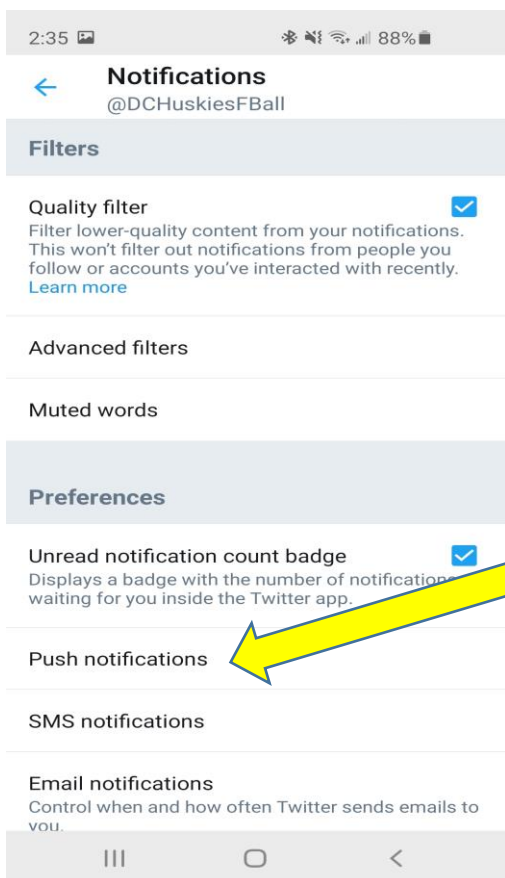 2:35 88%
Notifications
@DCHuskiesFBall
Filters
Quality filter
Filter lower-quality content from your notifications.
This won't filter out notifications from people you
follow or accounts you've interacted with recently.
Learn more
Advanced filters
Muted words
Preferences
Unread notification count badge
Displays a badge with the number of notifications
waiting for you inside the Twitter app.
Push notifications
SMS notifications
Email notifications
Control when and how often Twitter sends emails to
you.